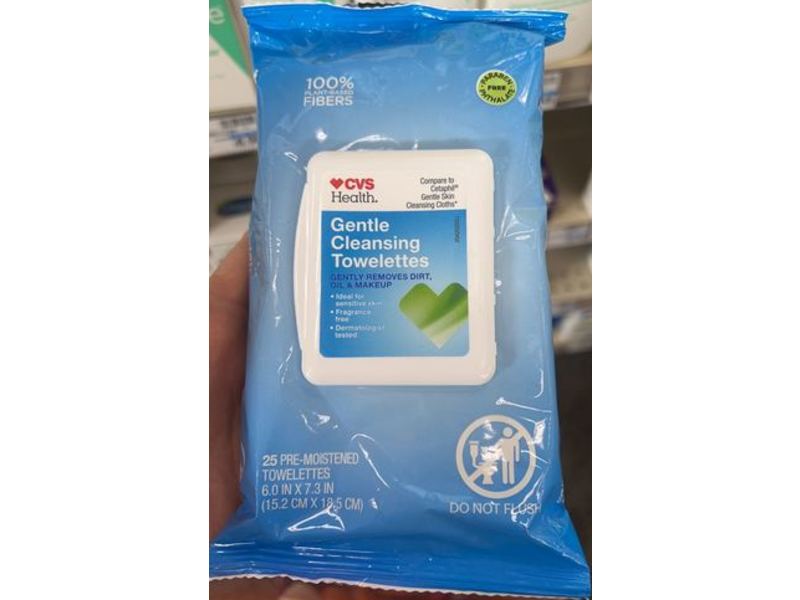 100%
PLANT-BASED
FIBERS
PARABEN
FREE
PHTHALATE
CVS
Health.
Compare to
Cetaphil®
Gentle Skin
Cleansing Cloths*
Gentle
Cleansing
Towelettes
GENTLY REMOVES DIRT,
OIL & MAKEUP
• Ideal for
sensitive skin
• Fragrance
free
• Dermatologist
tested
25 PRE-MOISTENED
TOWELETTES
6.0 IN X 7.3 IN
(15.2 CM X 18.5 CM)
DO NOT FLUSH